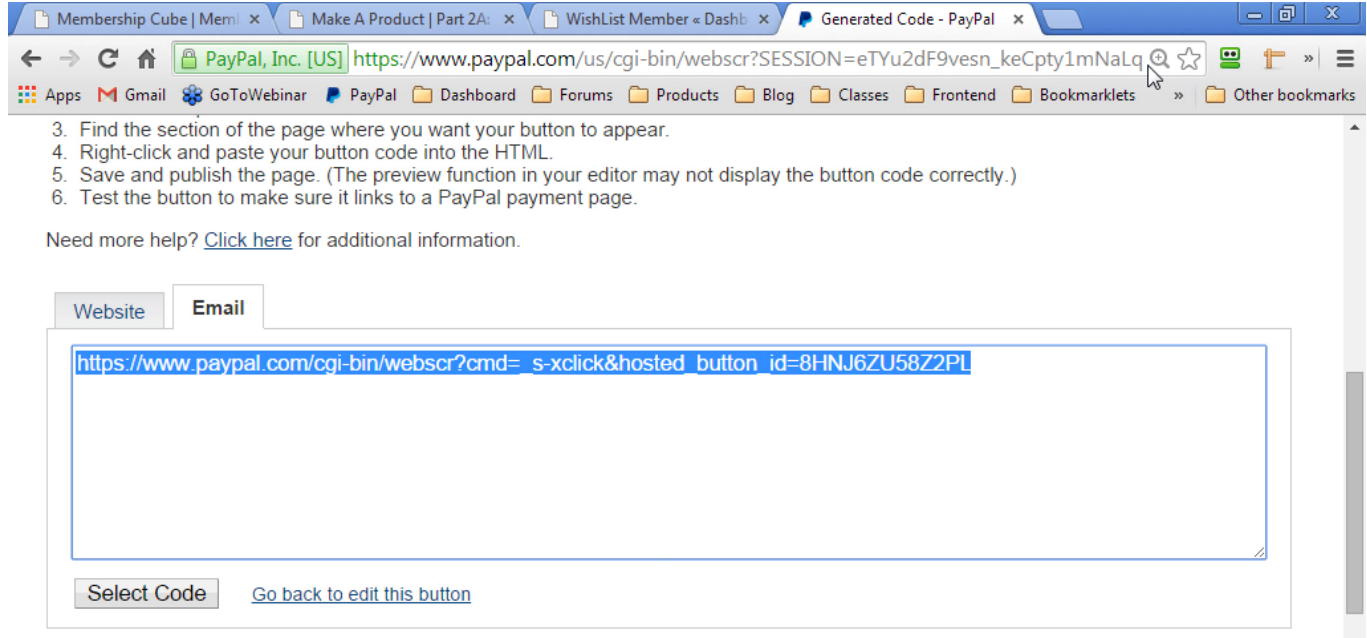 Membership Cube | Meml
Make A Product | Part 2A:
WishList Member « Dashb
Generated Code - PayPal
PayPal, Inc. [US] https://www.paypal.com/us/cgi-bin/webscr?SESSION=eTYu2dF9vesn_keCpty1mNaLq
Apps Gmail GoToWebinar PayPal Dashboard Forums Products Blog Classes Frontend Bookmarklets » Other bookmarks
3. Find the section of the page where you want your button to appear.
4. Right-click and paste your button code into the HTML.
5. Save and publish the page. (The preview function in your editor may not display the button code correctly.)
6. Test the button to make sure it links to a PayPal payment page.
Need more help? Click here for additional information.
Website Email
https://www.paypal.com/cgi-bin/webscr?cmd=_s-xclick&hosted_button_id=8HNJ6ZU58Z2PL
Select Code Go back to edit this button